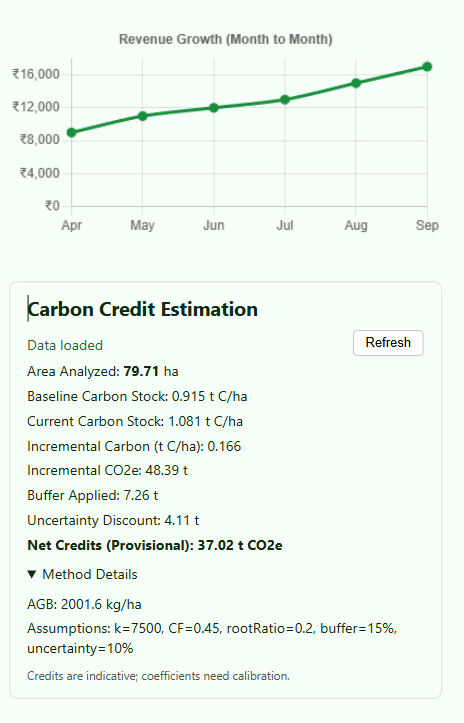 Revenue Growth (Month to Month)
₹16,000
₹12,000
₹8,000
₹4,000
₹0
Apr May Jun Jul Aug Sep
Carbon Credit Estimation
Data loaded
Refresh
Area Analyzed: 79.71 ha
Baseline Carbon Stock: 0.915 t C/ha
Current Carbon Stock: 1.081 t C/ha
Incremental Carbon (t C/ha): 0.166
Incremental CO2e: 48.39 t
Buffer Applied: 7.26 t
Uncertainty Discount: 4.11 t
Net Credits (Provisional): 37.02 t CO2e
▼ Method Details
AGB: 2001.6 kg/ha
Assumptions: k=7500, CF=0.45, rootRatio=0.2, buffer=15%,
uncertainty=10%
Credits are indicative; coefficients need calibration.